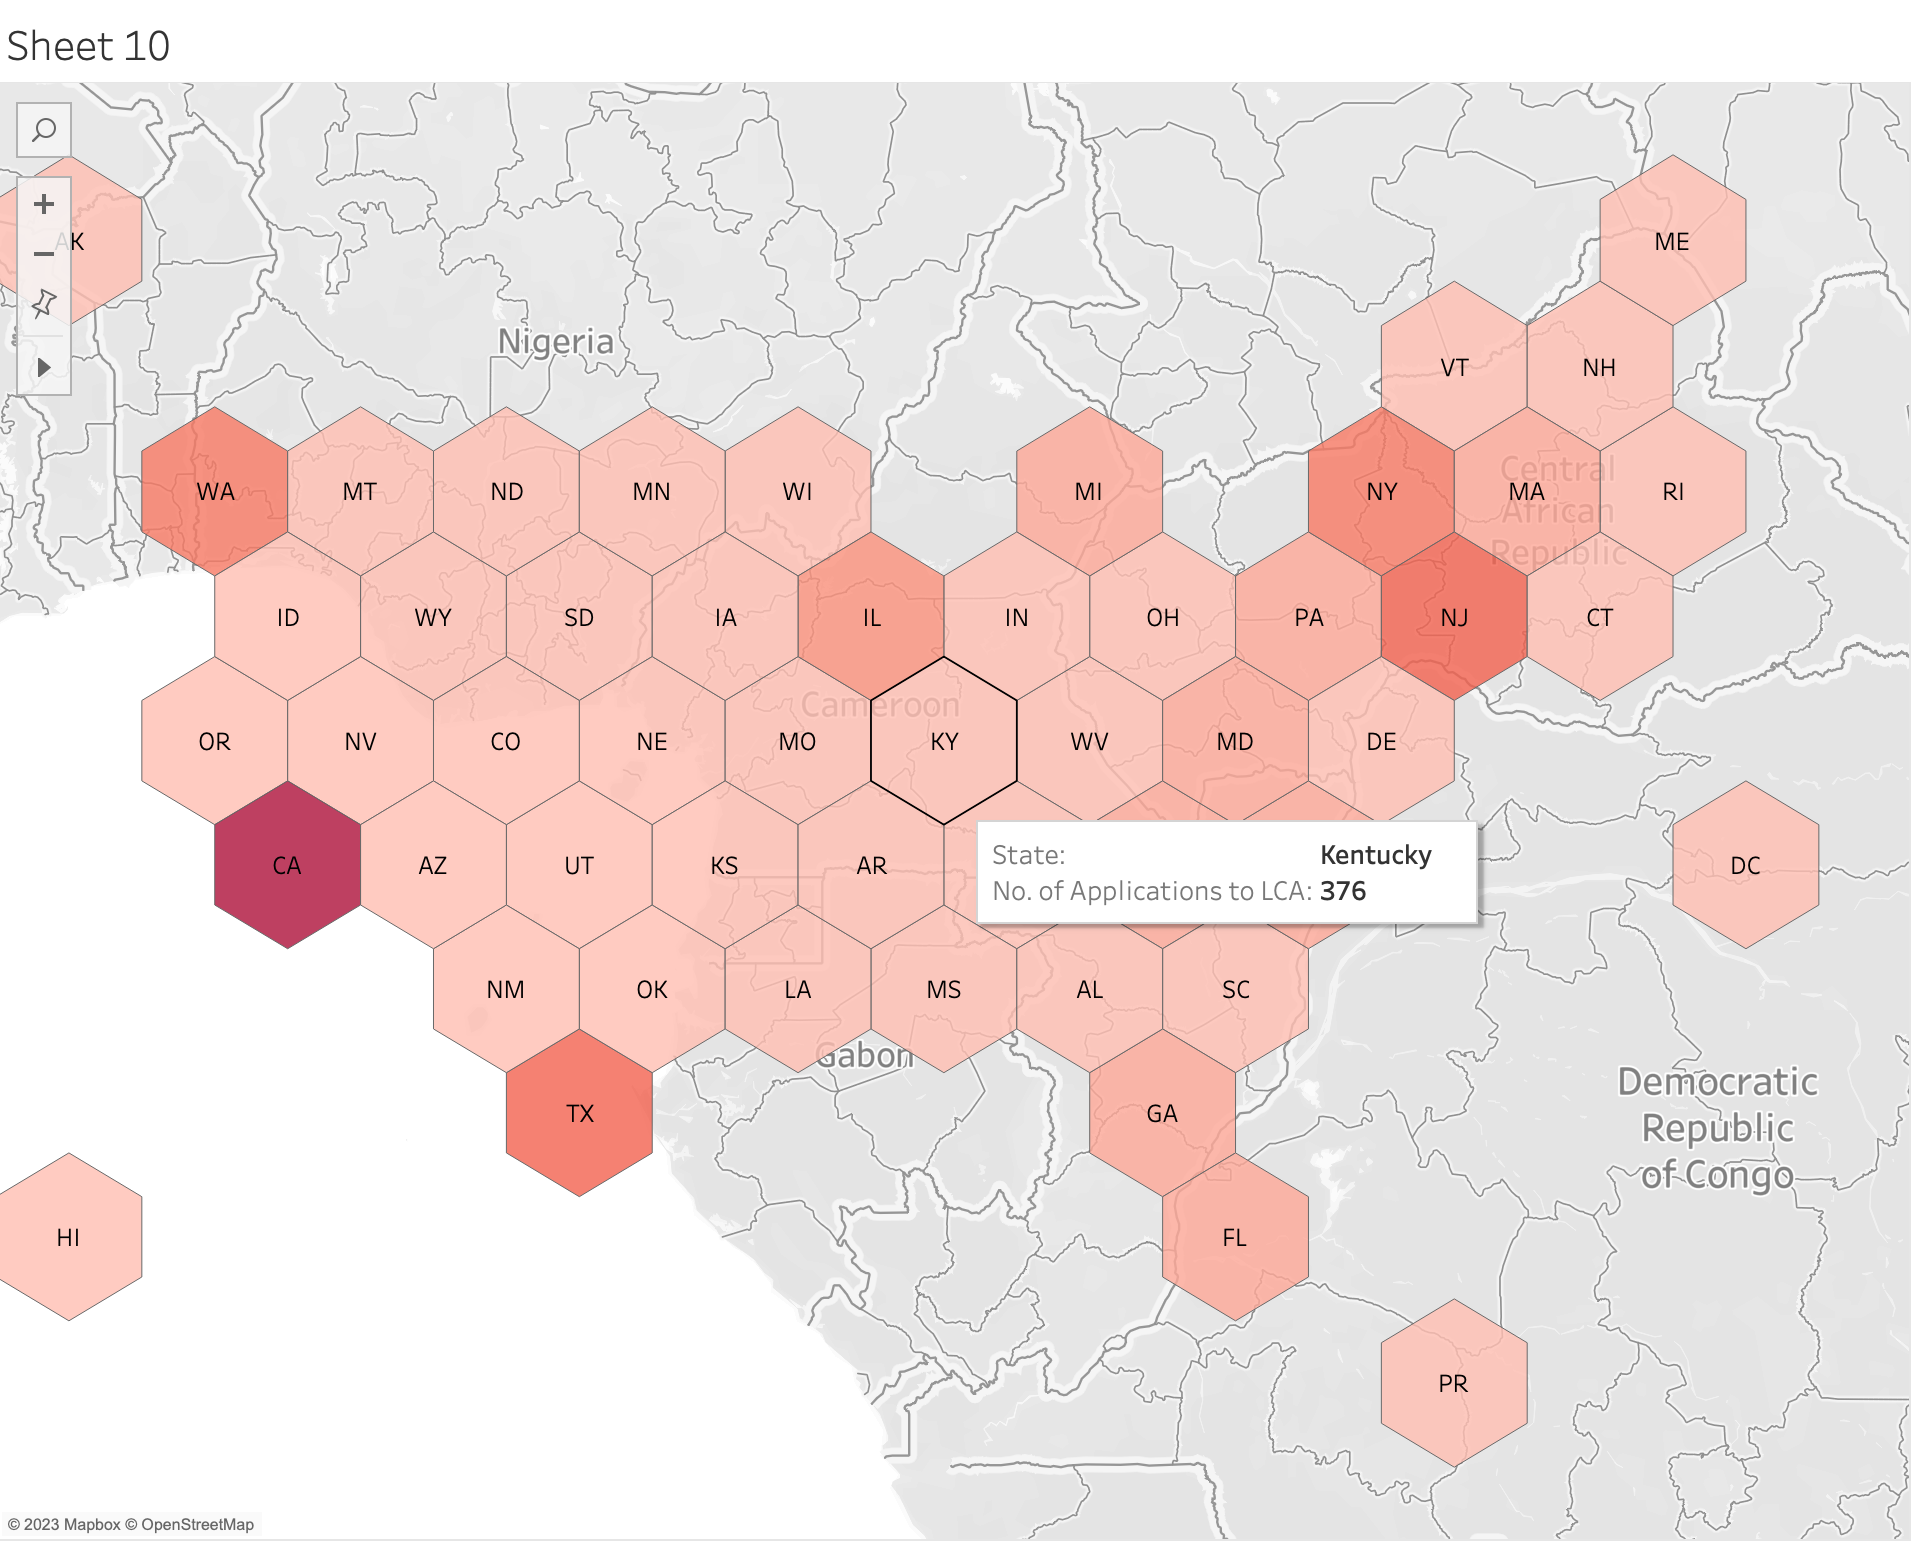 Sheet 10
AK
ME
Nigeria
VT
NH
WA
MT
ND
MN
WI
MI
NY
MA
RI
Central
African
Republic
ID
WY
SD
IA
IL
IN
OH
PA
NJ
CT
Cameroon
OR
NV
CO
NE
MO
KY
WV
MD
DE
CA
AZ
UT
KS
AR
State: Kentucky
No. of Applications to LCA: 376
DC
NM
OK
LA
MS
AL
SC
Gabon
TX
GA
Democratic
Republic
of Congo
HI
FL
PR
© 2023 Mapbox © OpenStreetMap